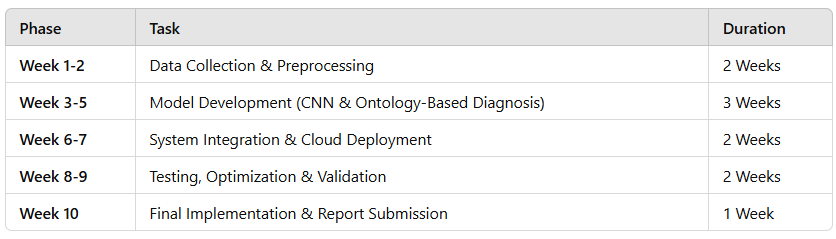 Phase Task Duration
Week 1-2 Data Collection & Preprocessing 2 Weeks
Week 3-5 Model Development (CNN & Ontology-Based Diagnosis) 3 Weeks
Week 6-7 System Integration & Cloud Deployment 2 Weeks
Week 8-9 Testing, Optimization & Validation 2 Weeks
Week 10 Final Implementation & Report Submission 1 Week